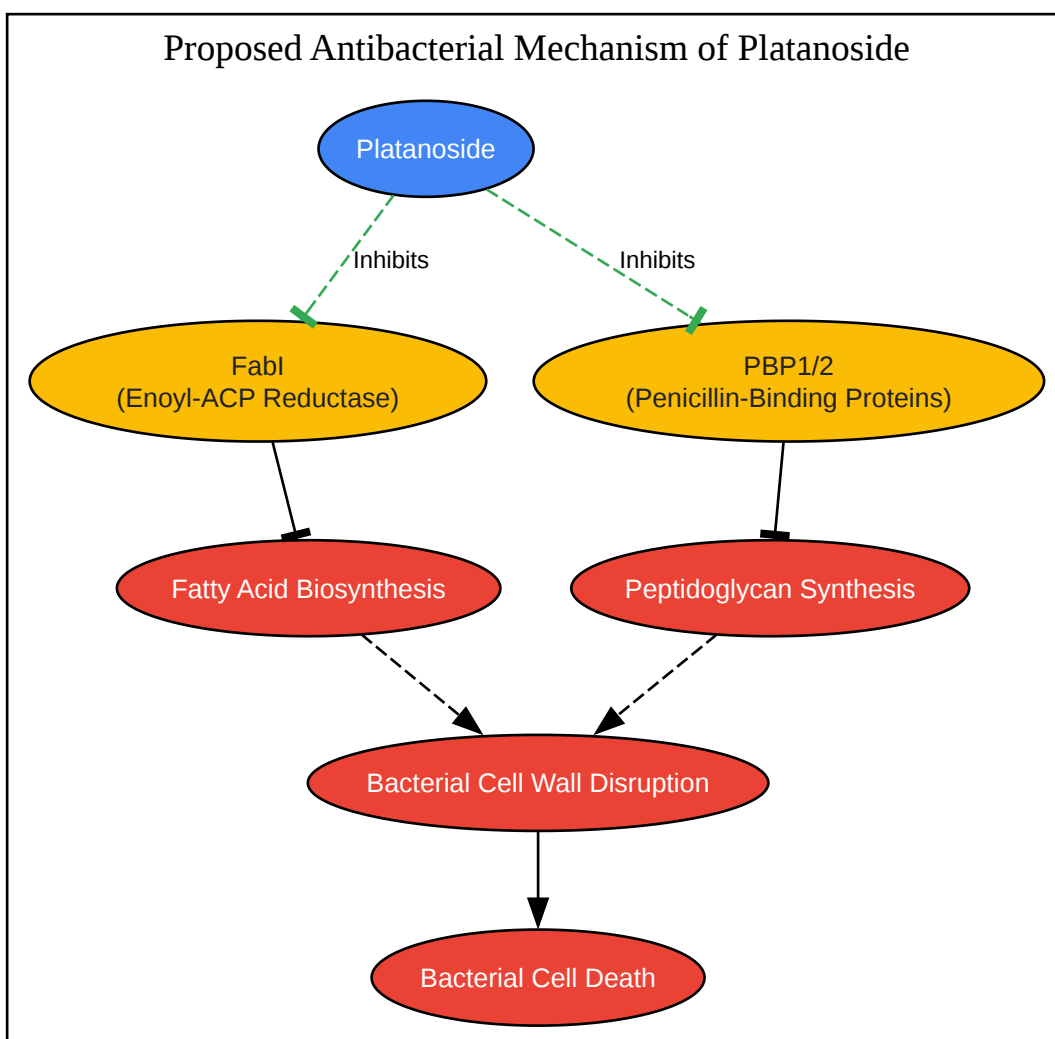 Proposed Antibacterial Mechanism of Platanoside
Platanoside
Inhibits
Inhibits
FabI
(Enoyl-ACP Reductase)
PBP1/2
(Penicillin-Binding Proteins)
Fatty Acid Biosynthesis
Peptidoglycan Synthesis
Bacterial Cell Wall Disruption
Bacterial Cell Death